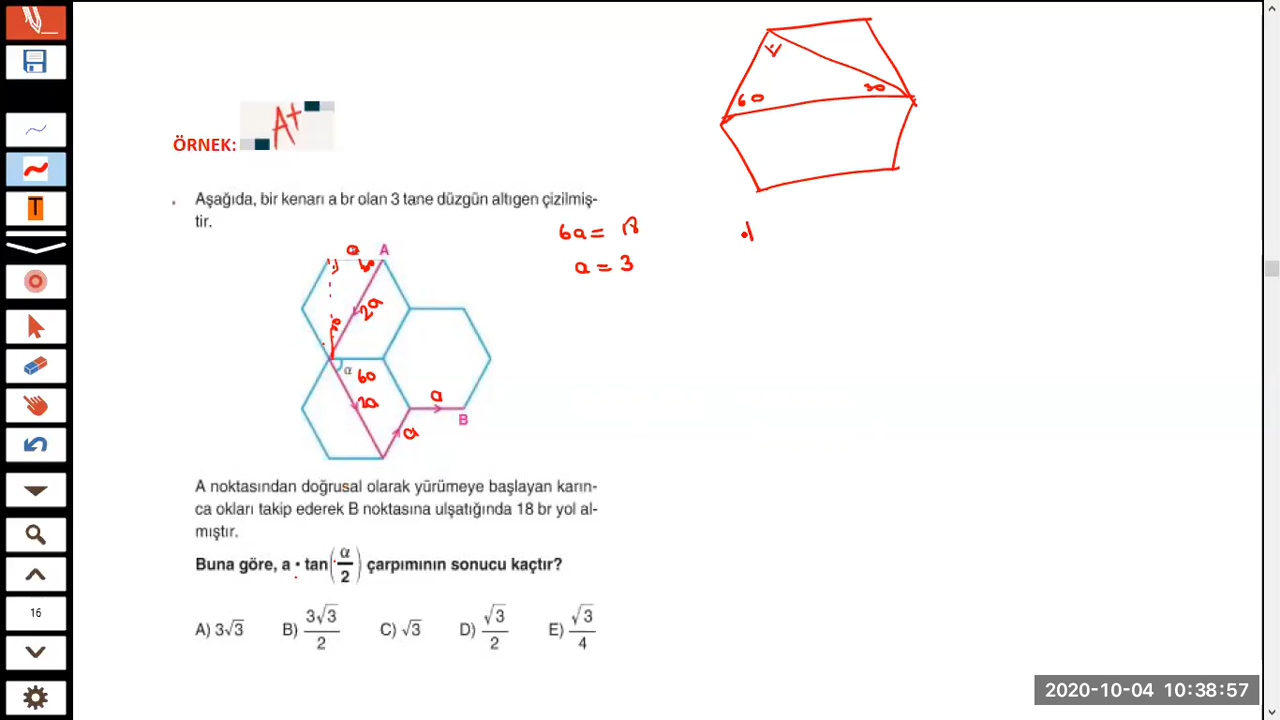 60
30
A+
ÖRNEK:
. Aşağıda, bir kenarı a br olan 3 tane düzgün altıgen çizilmiş-
tir.
6a = 18
a = 3
a
A
60
2a
30
α
60
2a
a
a
B
A noktasından doğrusal olarak yürümeye başlayan karın-
ca okları takip ederek B noktasına ulşatığında 18 br yol al-
mıştır.
Buna göre, a • tan(α/2) çarpımının sonucu kaçtır?
A) 3√3 B) 3√3/2 C) √3 D) √3/2 E) √3/4
T
16
2020-10-04 10:38:57